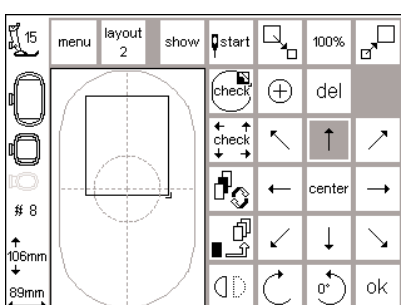 15
menu
layout
2
show
start
100%
check
del
check
center
# 8
106mm
89mm
0°
ok